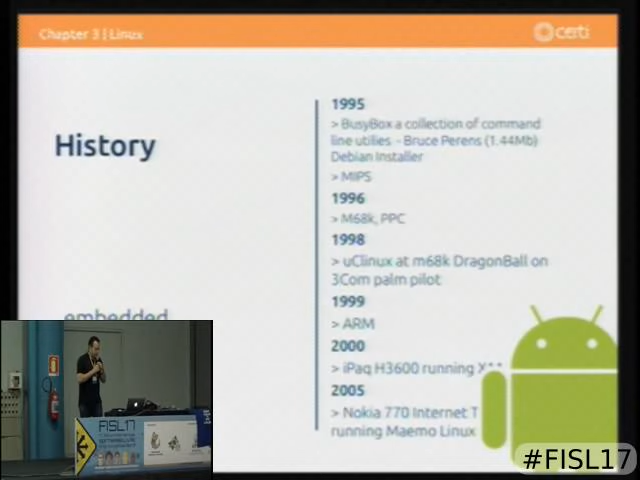 Chapter 3 | Linux
certi
History
1995
> BusyBox a collection of command
line utilies - Bruce Perens (1.44Mb)
Debian Installer
> MIPS
1996
> M68k, PPC
1998
> uClinux at m68k DragonBall on
3Com palm pilot
1999
> ARM
2000
> iPaq H3600 running X**
2005
> Nokia 770 Internet T
running Maemo Linux
embedded
FISL17
#FISL17